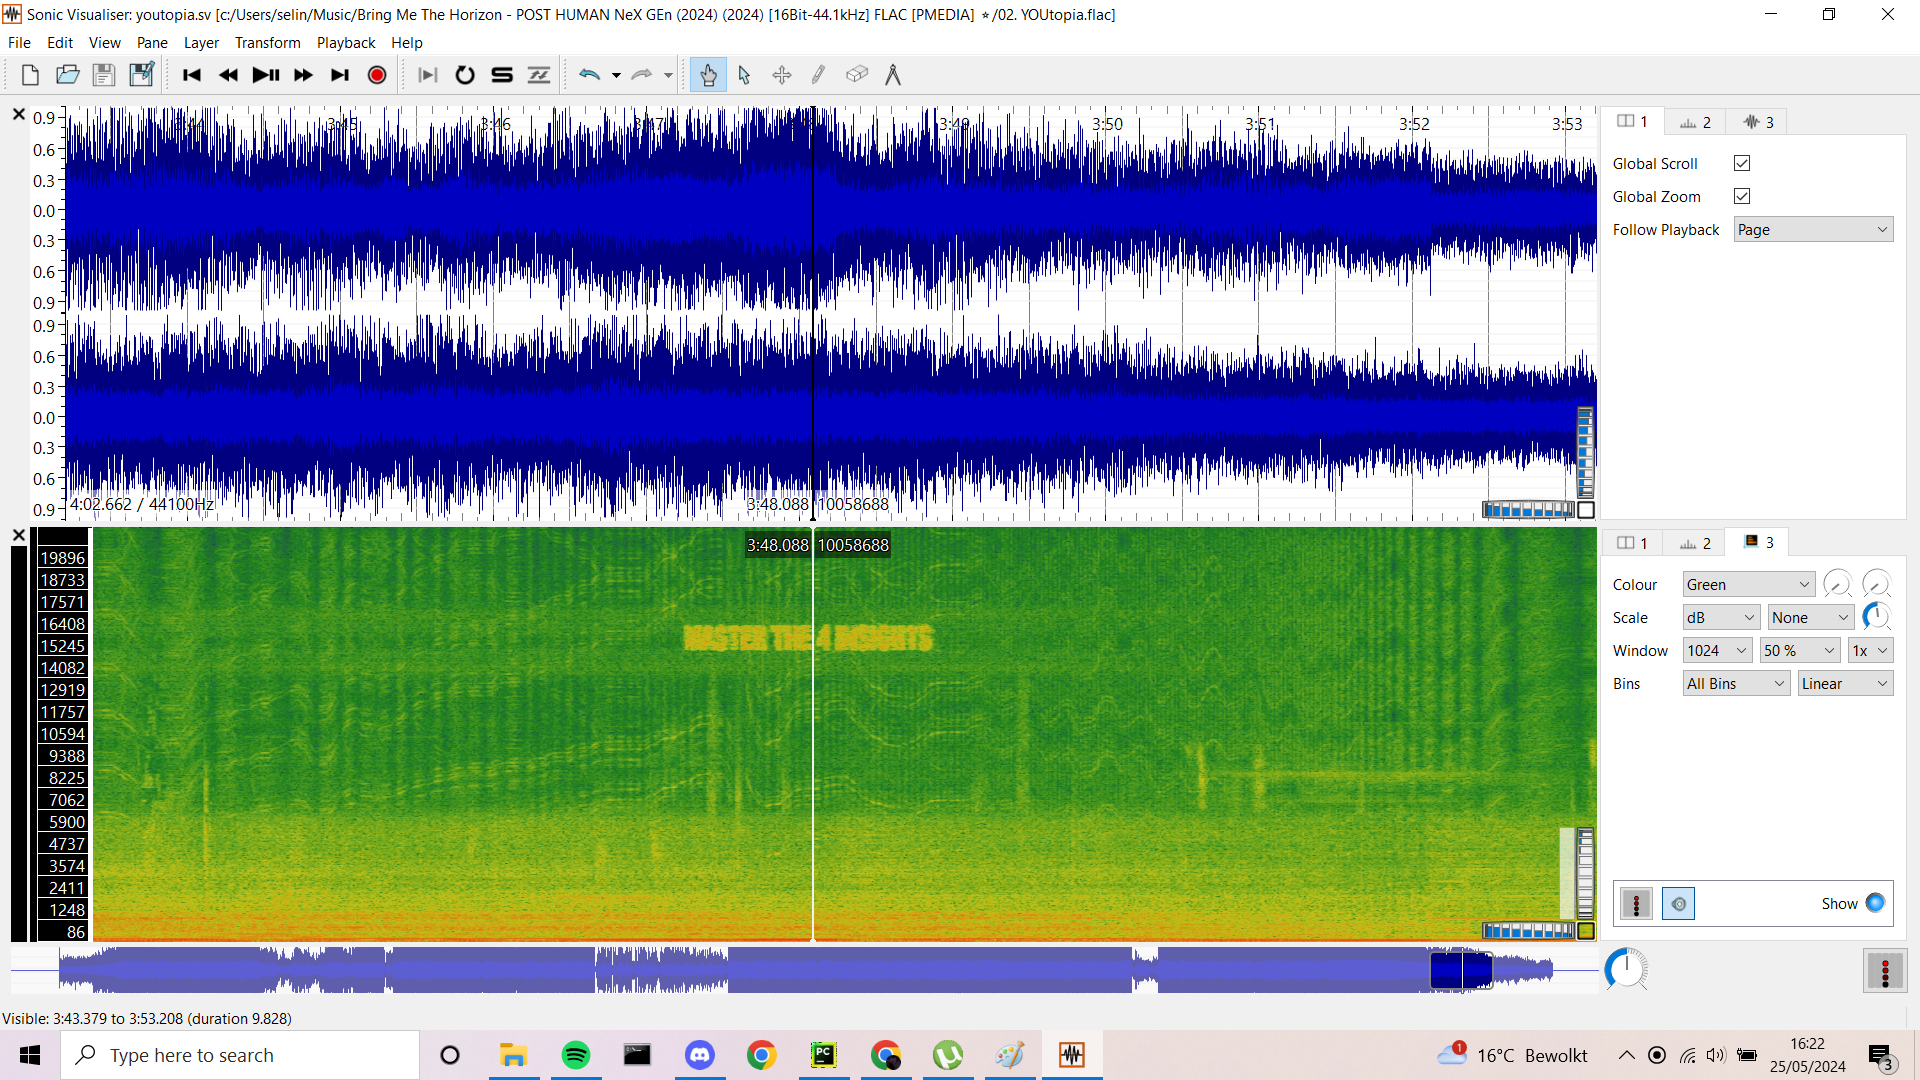 Sonic Visualiser: youtopia.sv [c:/Users/selin/Music/Bring Me The Horizon - POST HUMAN NeX GEn (2024) (2024) [16Bit-44.1kHz] FLAC [PMEDIA] ⭐/02. YOUtopia.flac]
File Edit View Pane Layer Transform Playback Help
0.9 3:44 3:45 3:46 3:47 3:49 3:50 3:51 3:52 3:53
0.6
0.3
0.0
0.3
0.6
0.9
0.9
0.6
0.3
0.0
0.3
0.6
0.9
4:02.662 / 44100Hz 3:48.088 10058688
1 2 3
Global Scroll
Global Zoom
Follow Playback Page
3:48.088 10058688
19896
18733
17571
16408
15245
14082
12919
11757
10594
9388
8225
7062
5900
4737
3574
2411
1248
86
MASTER THE 4 INSIGHTS
1 2 3
Colour Green
Scale dB None
Window 1024 50 % 1x
Bins All Bins Linear
Show
Visible: 3:43.379 to 3:53.208 (duration 9.828)
Type here to search
PC
1
16°C Bewolkt
16:22
25/05/2024
3